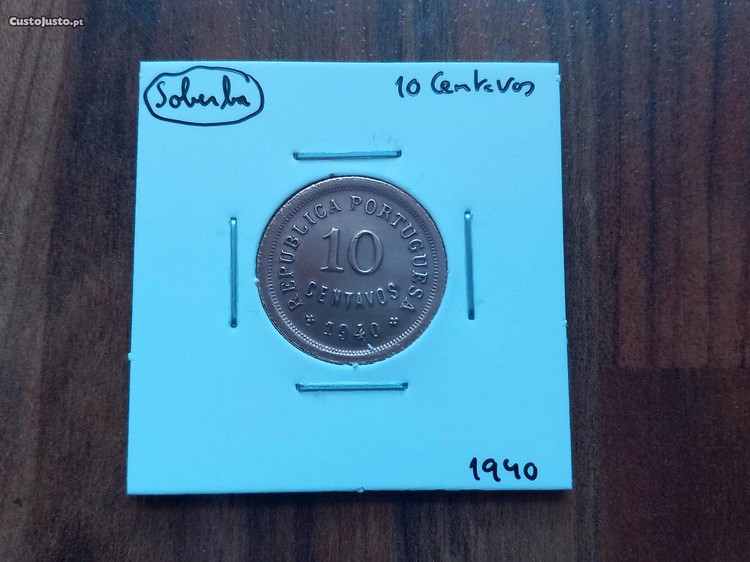 CustoJusto.pt
Soberba
10 Centavos
REPUBLICA PORTUGUESA
10
CENTAVOS
1940
1940